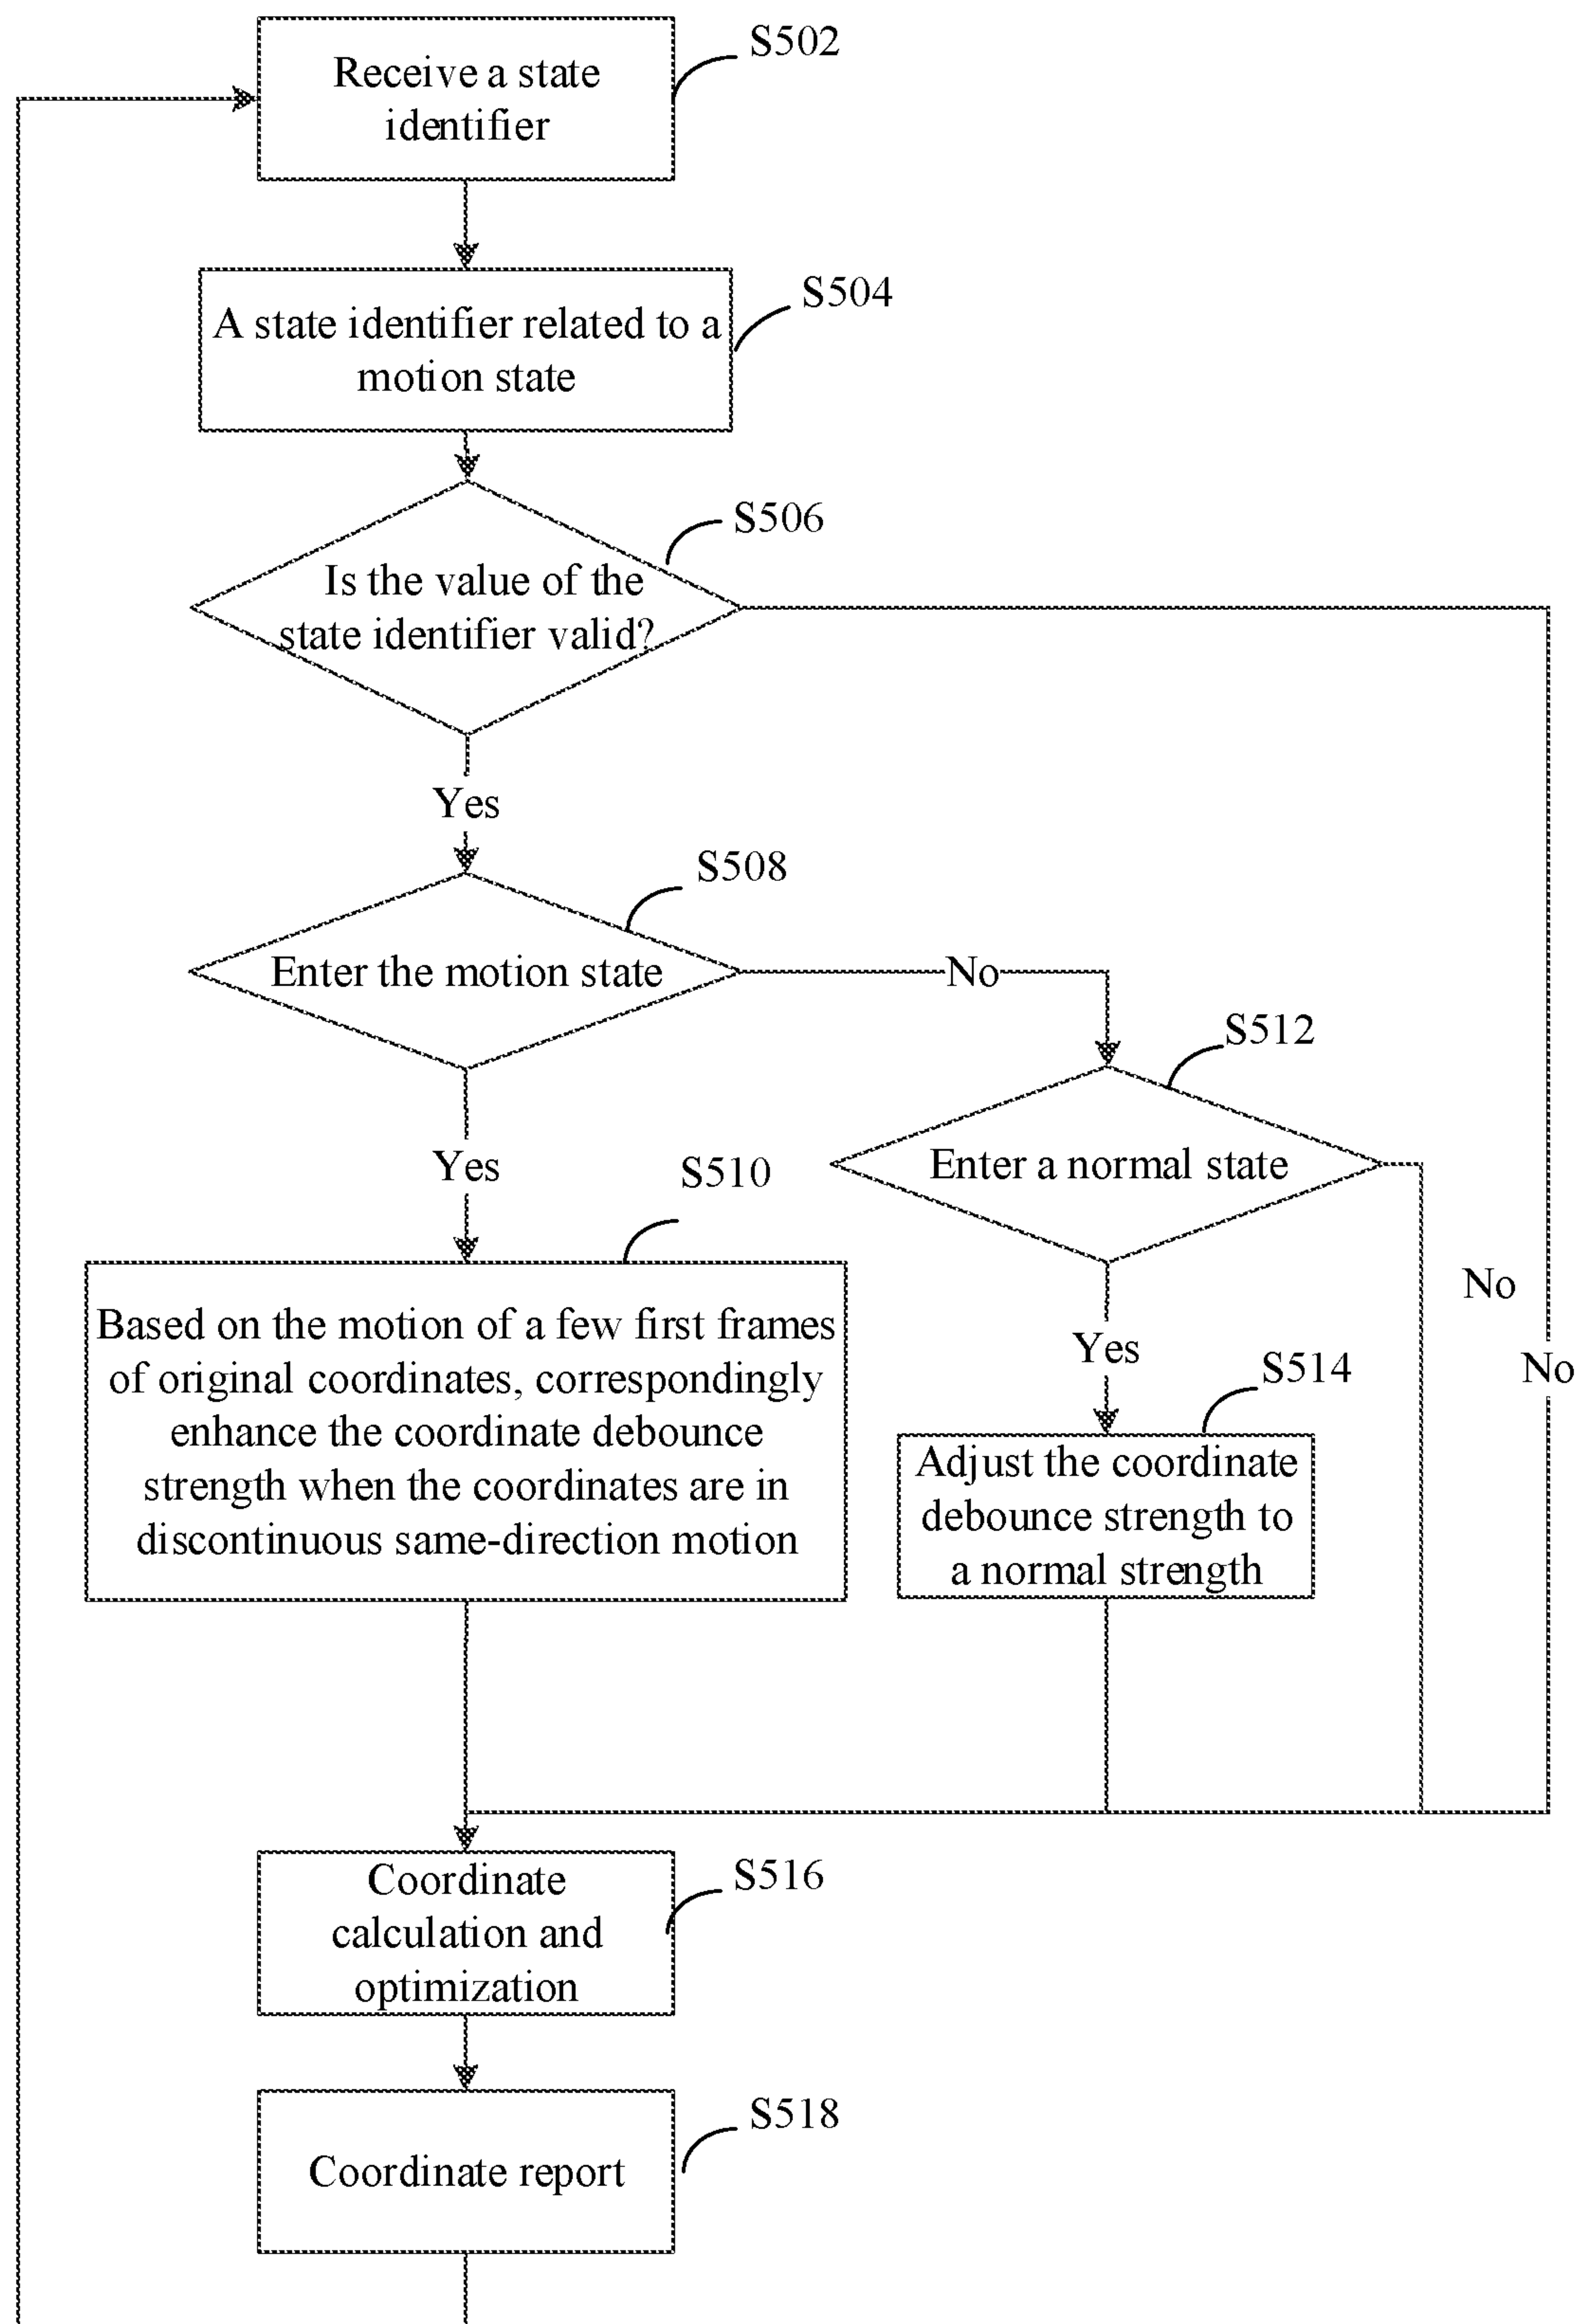 S502
Receive a state
identifier
S504
A state identifier related to a
motion state
S506
Is the value of the
state identifier valid?
Yes
S508
Enter the motion state
No
S512
Enter a normal state
Yes
S510
No
Based on the motion of a few first frames
of original coordinates, correspondingly
enhance the coordinate debounce
strength when the coordinates are in
discontinuous same-direction motion
Yes
S514
No
Adjust the coordinate
debounce strength to
a normal strength
S516
Coordinate
calculation and
optimization
S518
Coordinate report